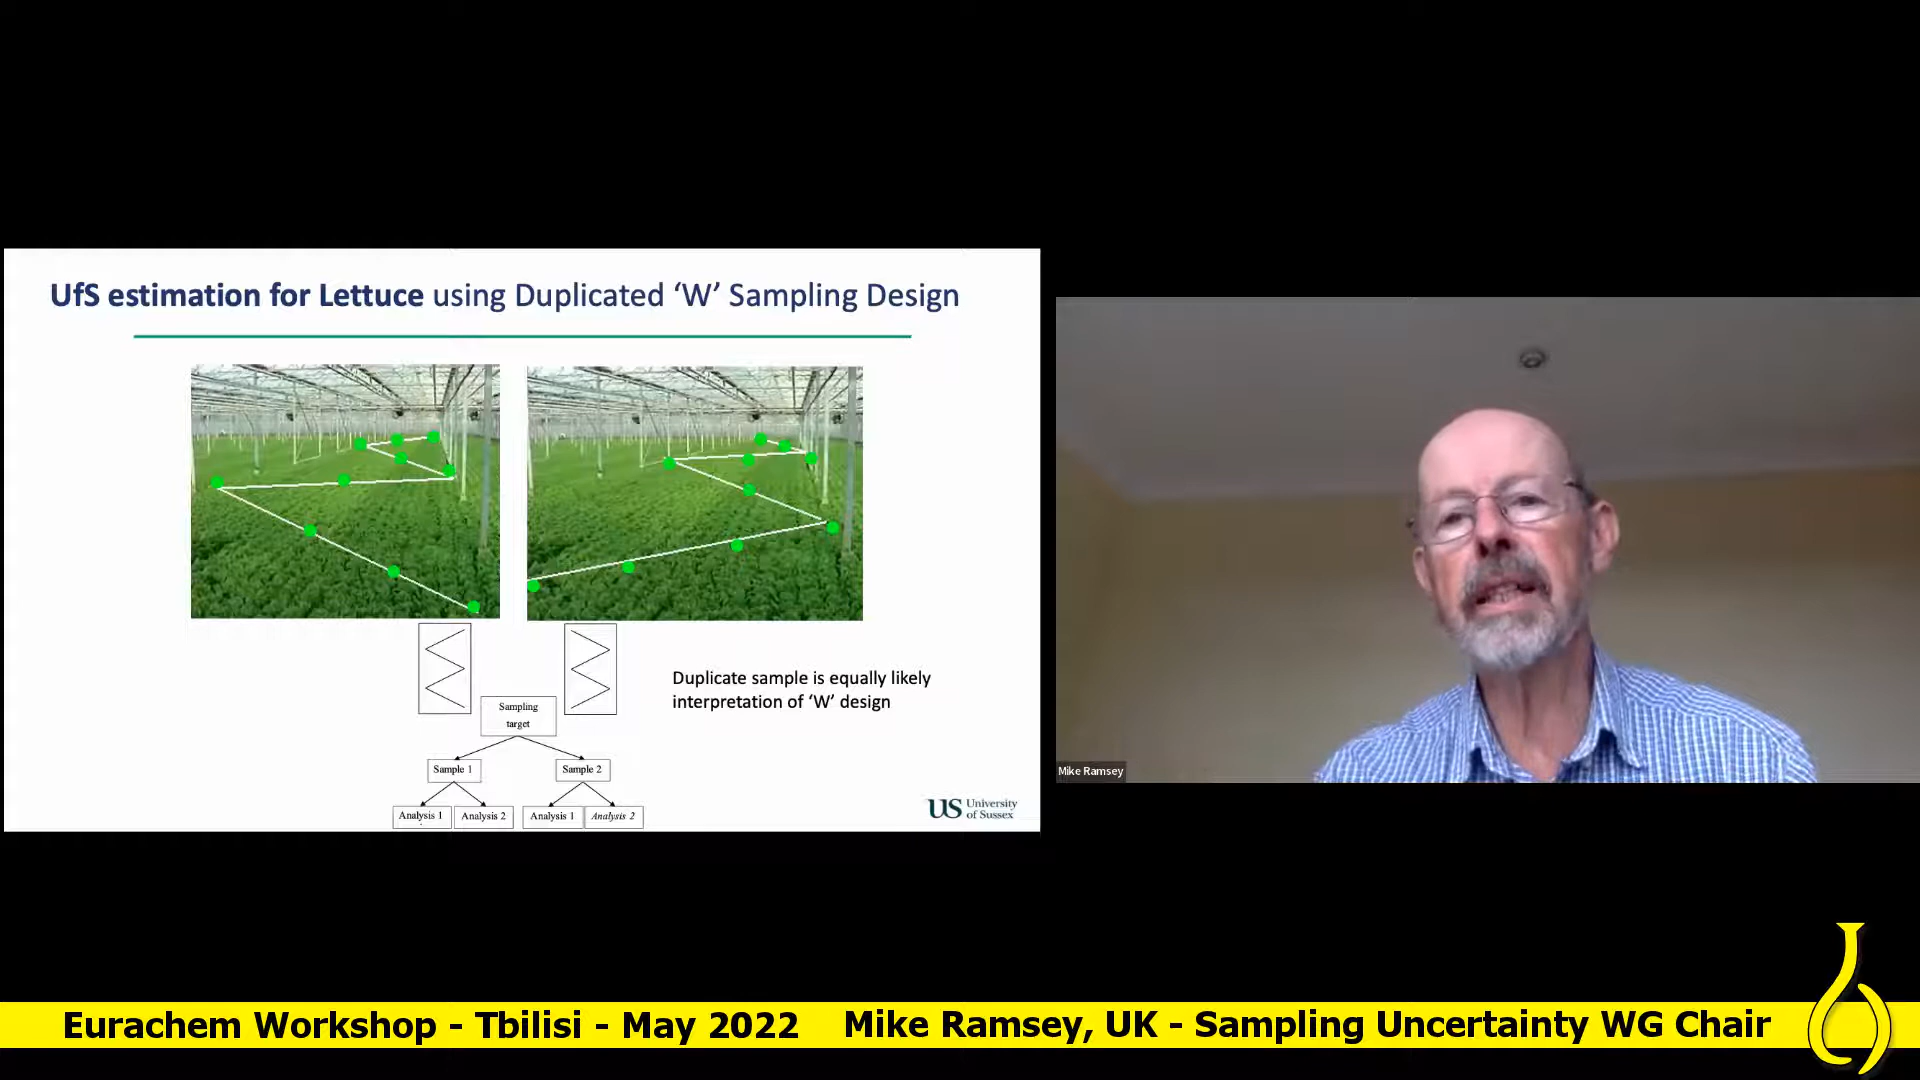 UfS estimation for Lettuce using Duplicated ‘W’ Sampling Design
Duplicate sample is equally likely
interpretation of ‘W’ design
Sampling
target
Sample 1
Sample 2
Analysis 1
Analysis 2
Analysis 1
Analysis 2
US University
of Sussex
Mike Ramsey
Eurachem Workshop - Tbilisi - May 2022
Mike Ramsey, UK - Sampling Uncertainty WG Chair